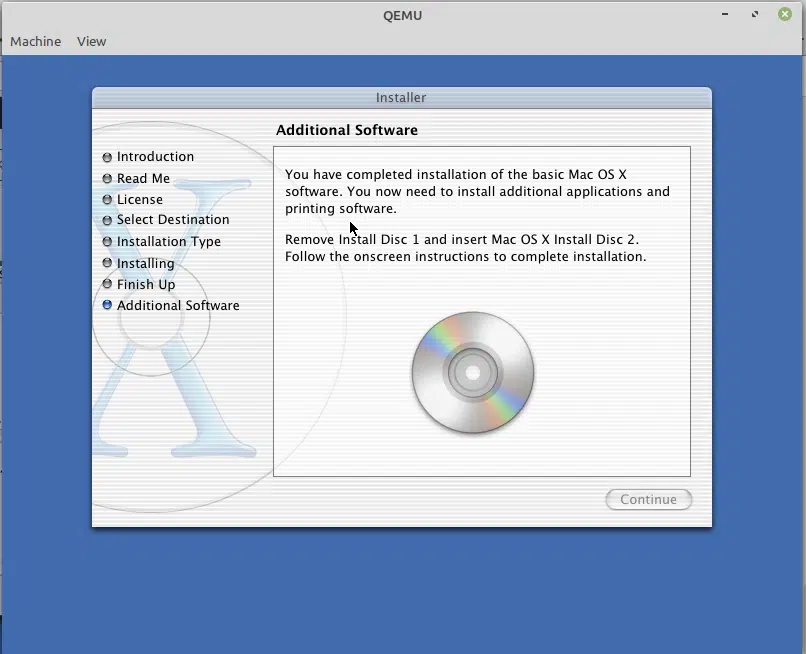 QEMU
Machine View
Installer
Additional Software
Introduction
Read Me
License
Select Destination
Installation Type
Installing
Finish Up
Additional Software
You have completed installation of the basic Mac OS X
software. You now need to install additional applications and
printing software.
Remove Install Disc 1 and insert Mac OS X Install Disc 2.
Follow the onscreen instructions to complete installation.
Continue